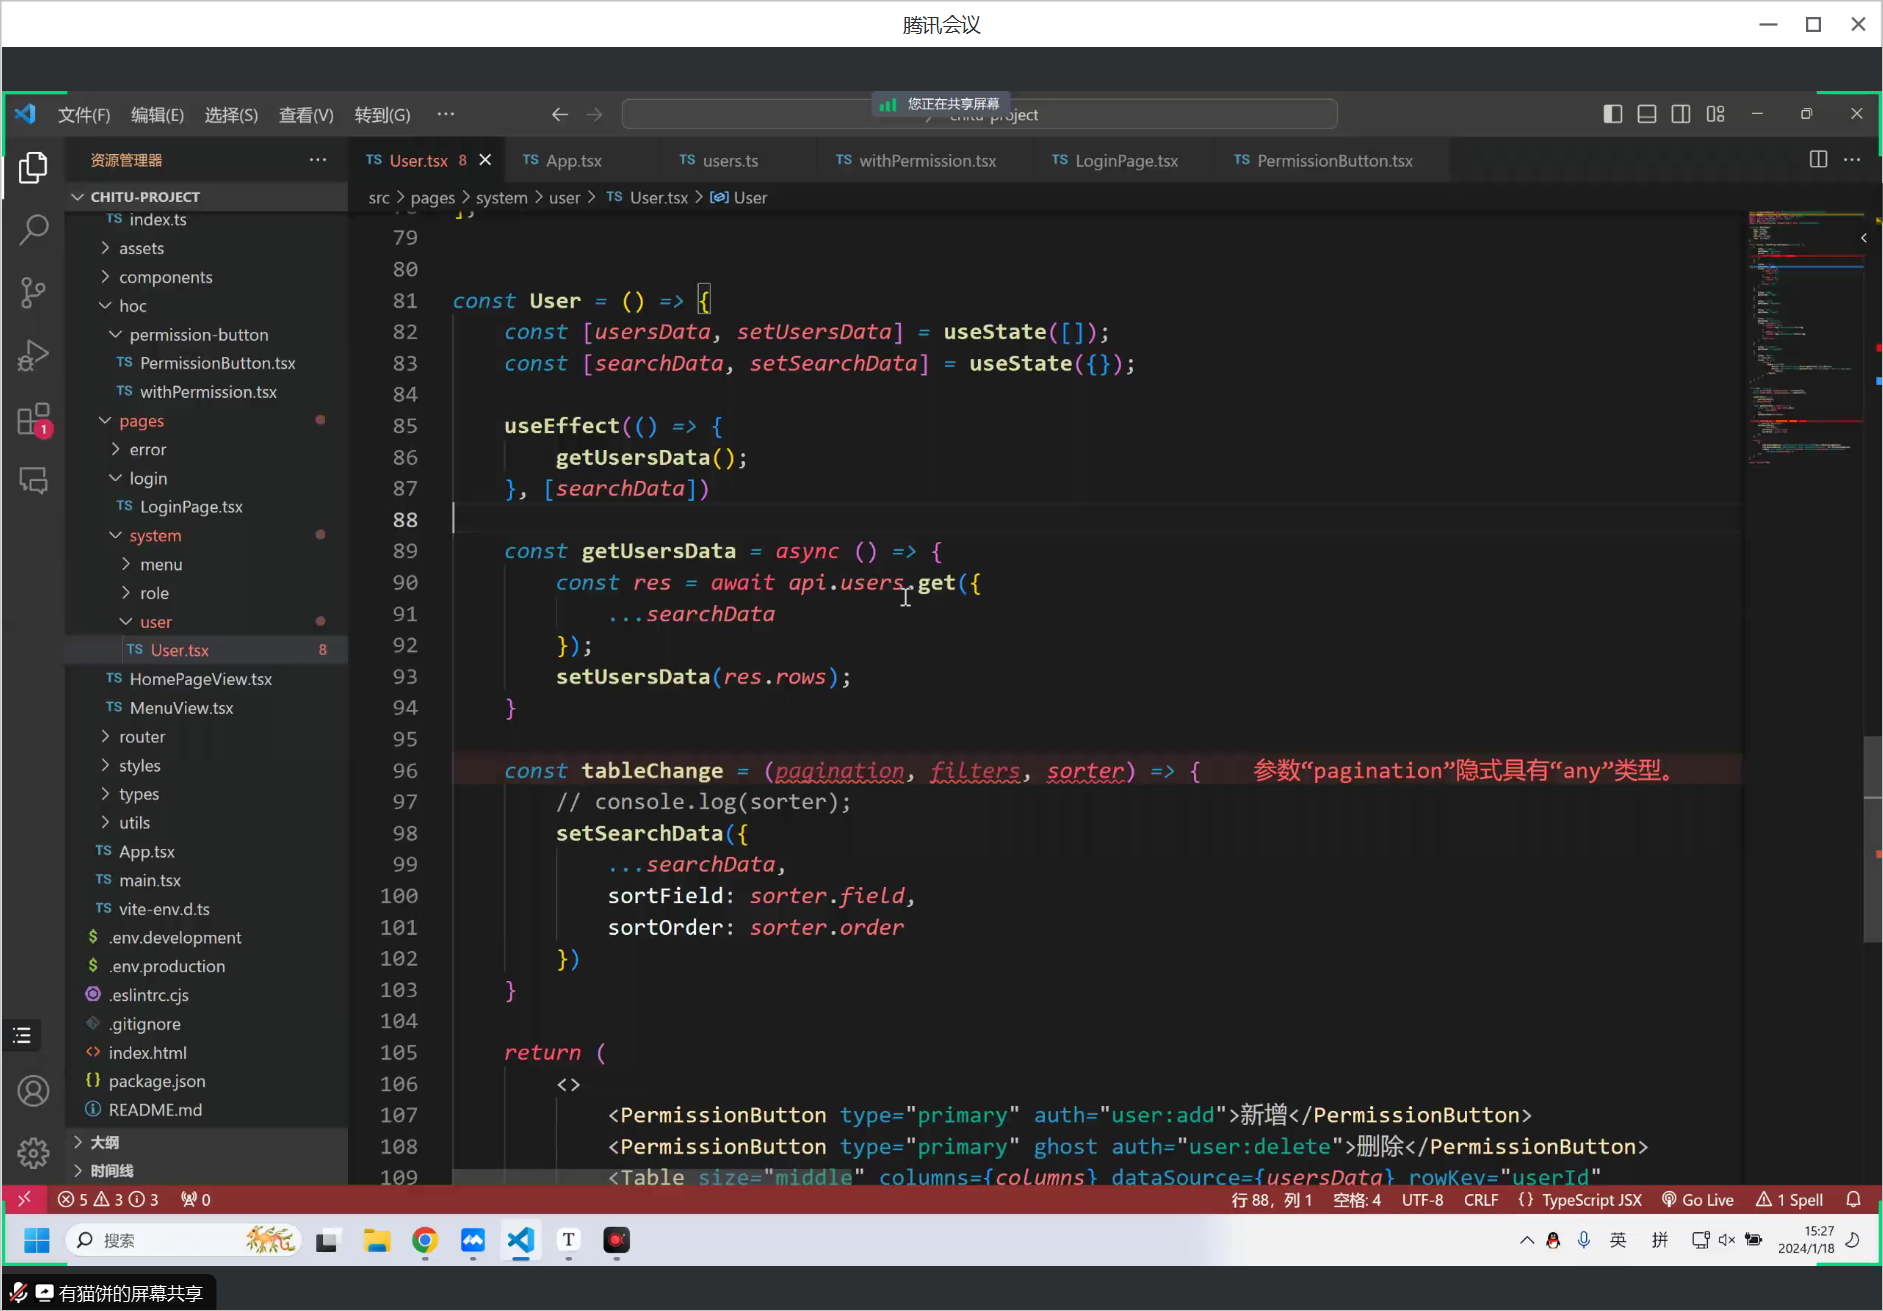 腾讯会议
文件(F) 编辑(E) 选择(S) 查看(V) 转到(G) ···
您正在共享屏幕
chitu-project
资源管理器 ···
TS User.tsx 8
TS App.tsx
TS users.ts
TS withPermission.tsx
TS LoginPage.tsx
TS PermissionButton.tsx
CHITU-PROJECT
TS index.ts
assets
components
hoc
permission-button
TS PermissionButton.tsx
TS withPermission.tsx
pages
error
login
TS LoginPage.tsx
system
menu
role
user
TS User.tsx 8
TS HomePageView.tsx
TS MenuView.tsx
router
styles
types
utils
TS App.tsx
TS main.tsx
TS vite-env.d.ts
$ .env.development
$ .env.production
.eslintrc.cjs
.gitignore
<> index.html
{} package.json
README.md
大纲
时间线
1
src > pages > system > user > TS User.tsx > User
78 ];
79
80
81 const User = () => {
82 const [usersData, setUsersData] = useState([]);
83 const [searchData, setSearchData] = useState({});
84
85 useEffect(() => {
86 getUsersData();
87 }, [searchData])
88
89 const getUsersData = async () => {
90 const res = await api.users.get({
91 ...searchData
92 });
93 setUsersData(res.rows);
94 }
95
96 const tableChange = (pagination, filters, sorter) => { 参数“pagination”隐式具有“any”类型。
97 // console.log(sorter);
98 setSearchData({
99 ...searchData,
100 sortField: sorter.field,
101 sortOrder: sorter.order
102 })
103 }
104
105 return (
106 <>
107 <PermissionButton type="primary" auth="user:add">新增</PermissionButton>
108 <PermissionButton type="primary" ghost auth="user:delete">删除</PermissionButton>
109 <Table size="middle" columns={columns} dataSource={usersData} rowKey="userId"
5 3 3 0
行 88，列 1 空格: 4 UTF-8 CRLF {} TypeScript JSX Go Live 1 Spell
搜索
T
英 拼
15:27
2024/1/18
有猫饼的屏幕共享